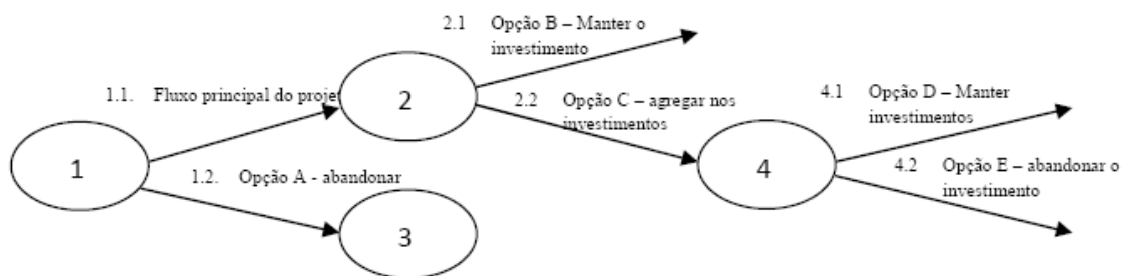 2.1 Opção B – Manter o
investimento
1.1. Fluxo principal do projet
2
2.2 Opção C – agregar nos
investimentos
4.1 Opção D – Manter
investimentos
1
1.2. Opção A - abandonar
4
4.2 Opção E – abandonar o
investimento
3